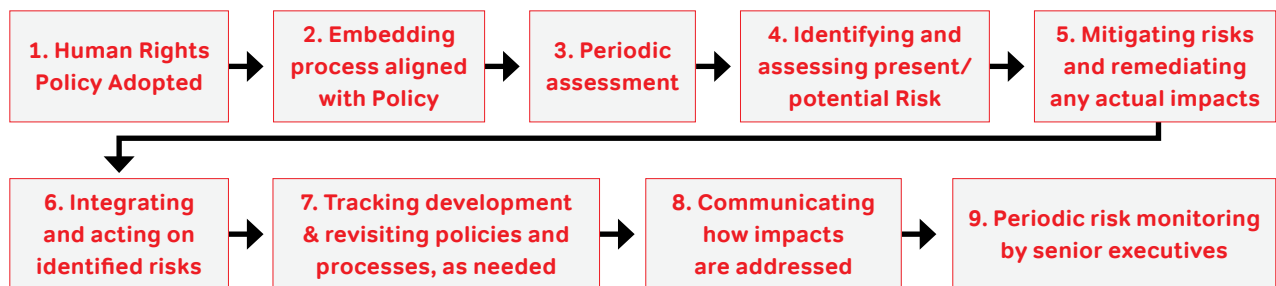 1. Human Rights
Policy Adopted
2. Embedding
process aligned
with Policy
3. Periodic
assessment
4. Identifying and
assessing present/
potential Risk
5. Mitigating risks
and remediating
any actual impacts
6. Integrating
and acting on
identified risks
7. Tracking development
& revisiting policies and
processes, as needed
8. Communicating
how impacts
are addressed
9. Periodic risk monitoring
by senior executives